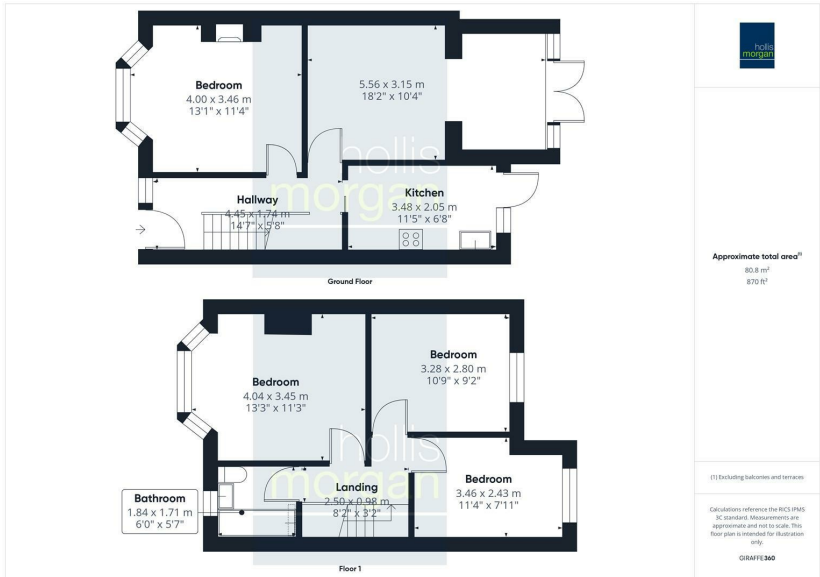 Bedroom
4.00 x 3.46 m
13'1" x 11'4"
5.56 x 3.15 m
18'2" x 10'4"
Hallway
4.45 x 1.74 m
14'7" x 5'8"
Kitchen
3.48 x 2.05 m
11'5" x 6'8"
hollis
morgan
Ground Floor
Bedroom
4.04 x 3.45 m
13'3" x 11'3"
Bedroom
3.28 x 2.80 m
10'9" x 9'2"
Bedroom
3.46 x 2.43 m
11'4" x 7'11"
Landing
2.50 x 0.98 m
8'2" x 3'2"
Bathroom
1.84 x 1.71 m
6'0" x 5'7"
hollis
morgan
Floor 1
hollis
morgan
Approximate total area(1)
80.8 m²
870 ft²
(1) Excluding balconies and terraces
Calculations reference the RICS IPMS
3C standard. Measurements are
approximate and not to scale. This
floor plan is intended for illustration
only.
GIRAFFE360